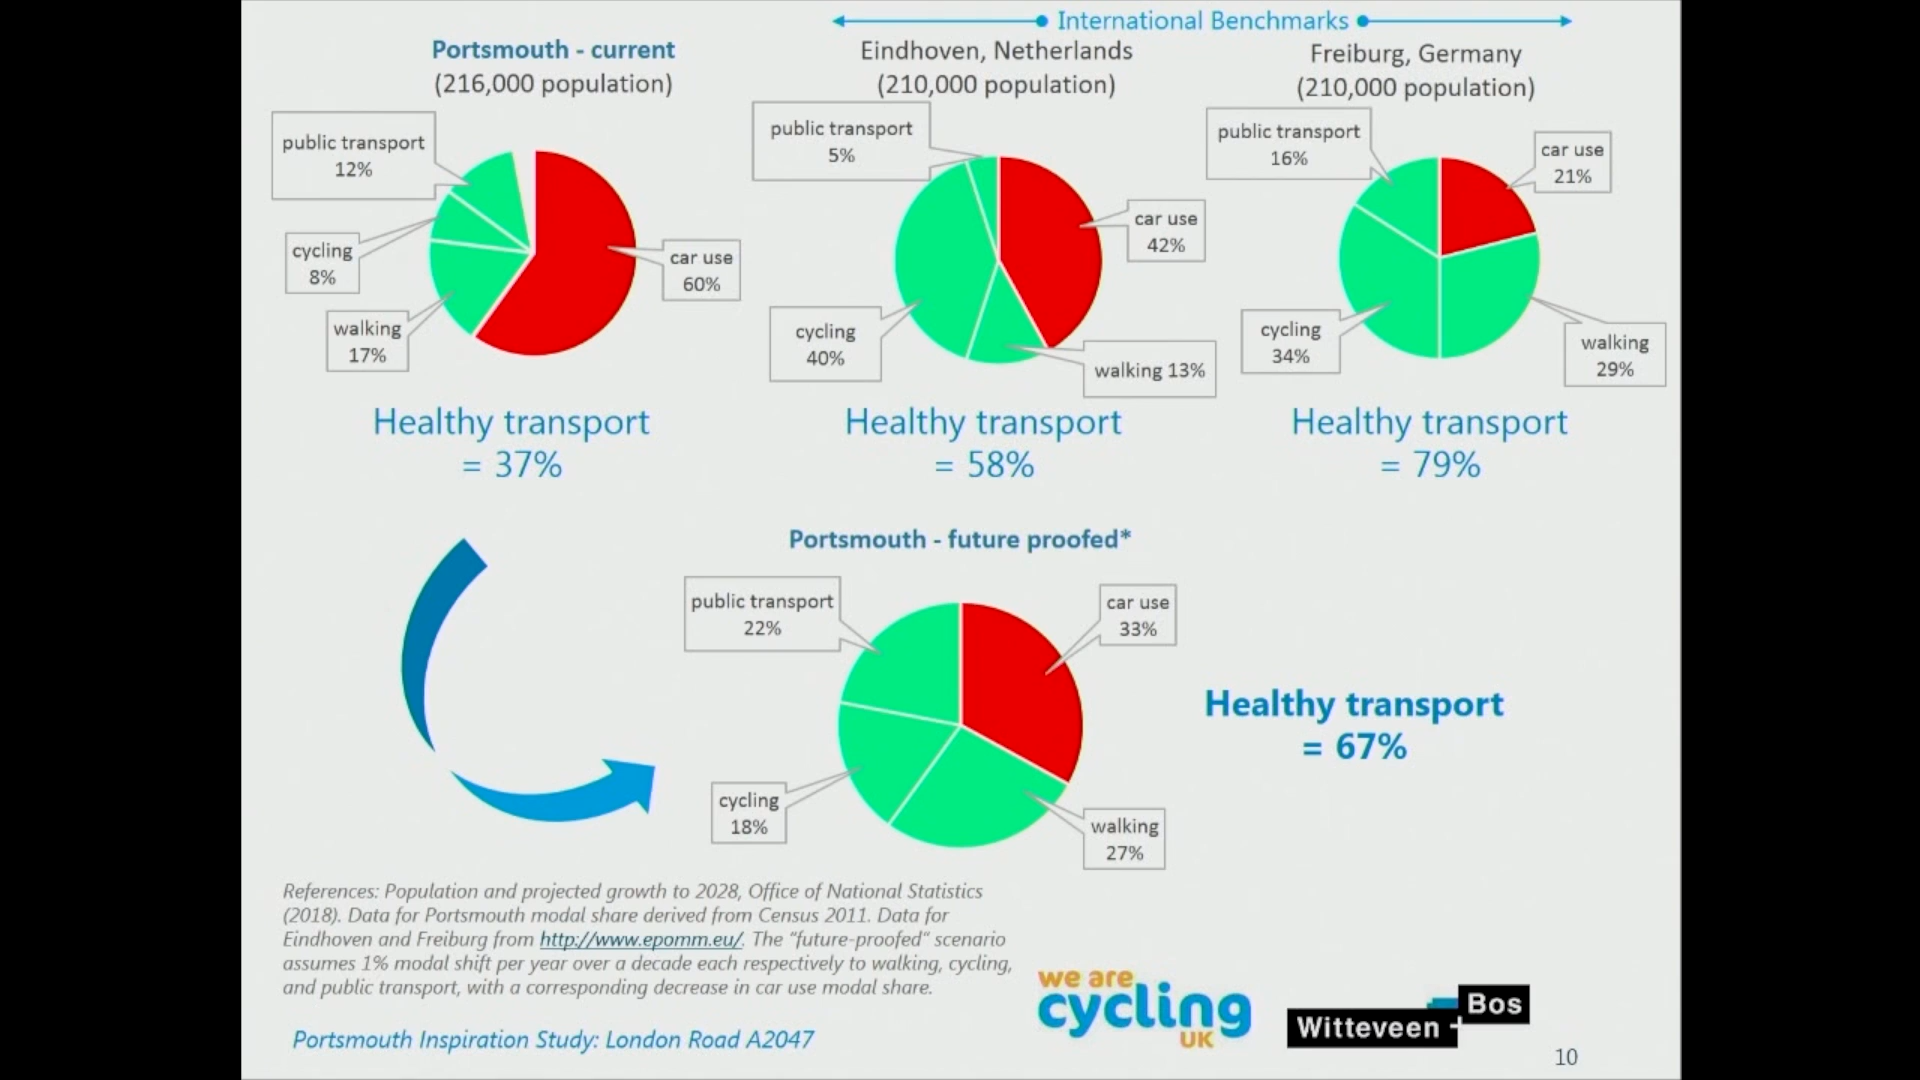 International Benchmarks
Portsmouth - current
(216,000 population)
Eindhoven, Netherlands
(210,000 population)
Freiburg, Germany
(210,000 population)
public transport
12%
cycling
8%
walking
17%
car use
60%
public transport
5%
car use
42%
cycling
40%
walking 13%
public transport
16%
car use
21%
cycling
34%
walking
29%
Healthy transport
= 37%
Healthy transport
= 58%
Healthy transport
= 79%
Portsmouth - future proofed*
public transport
22%
car use
33%
cycling
18%
walking
27%
Healthy transport
= 67%
References: Population and projected growth to 2028, Office of National Statistics
(2018). Data for Portsmouth modal share derived from Census 2011. Data for
Eindhoven and Freiburg from http://www.epomm.eu/. The "future-proofed" scenario
assumes 1% modal shift per year over a decade each respectively to walking, cycling,
and public transport, with a corresponding decrease in car use modal share.
Portsmouth Inspiration Study: London Road A2047
we are
cycling
UK
Witteveen + Bos
10